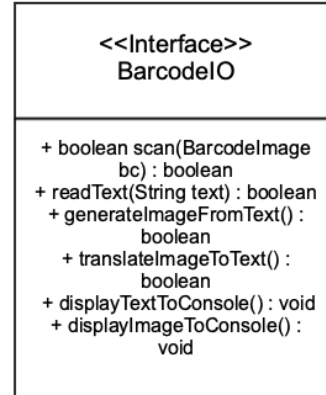 <<Interface>>
BarcodeIO
+ boolean scan(BarcodeImage
bc) : boolean
+ readText(String text) : boolean
+ generateImageFromText() :
boolean
+ translateImageToText() :
boolean
+ displayTextToConsole() : void
+ displayImageToConsole() :
void